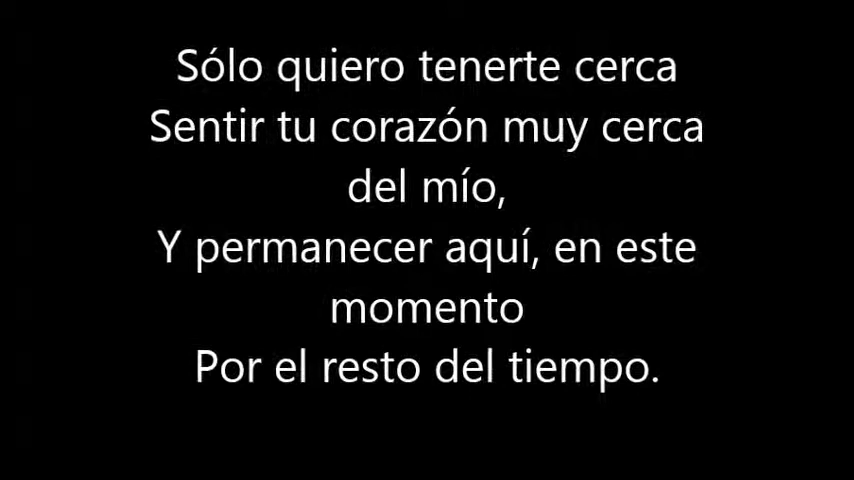 Sólo quiero tenerte cerca
Sentir tu corazón muy cerca
del mío,
Y permanecer aquí, en este
momento
Por el resto del tiempo.